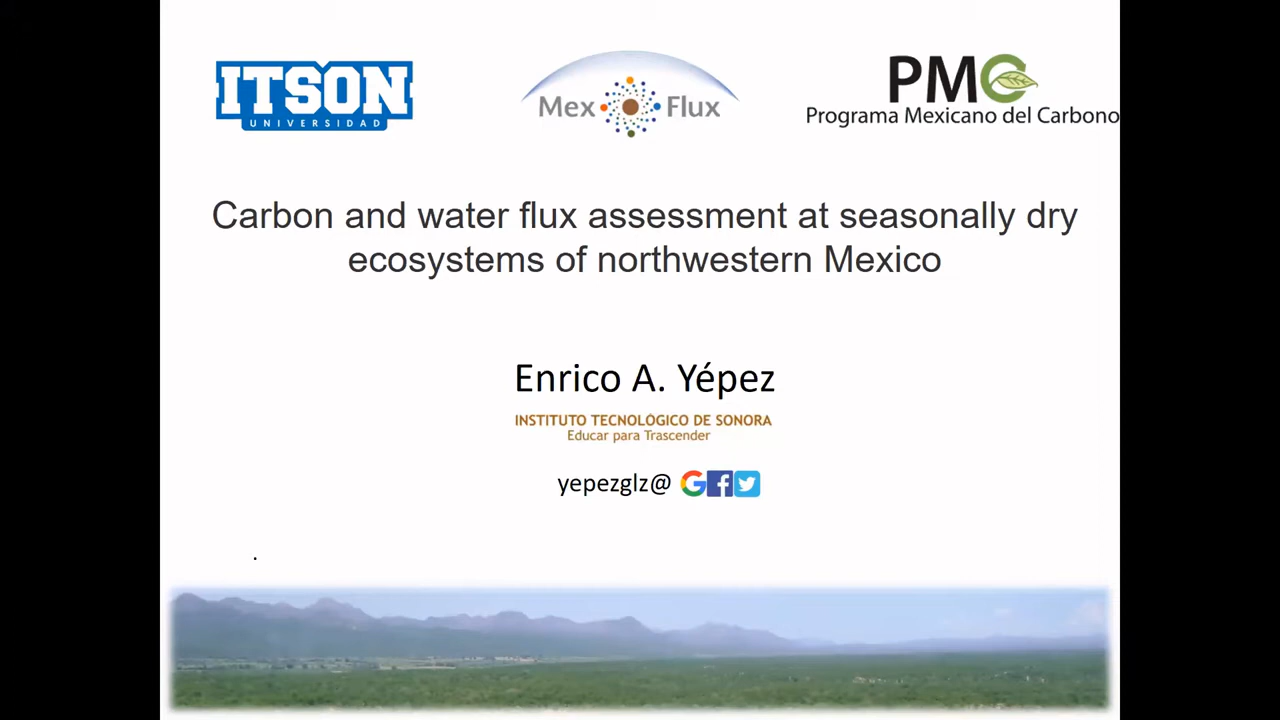 ITSON
UNIVERSIDAD
Mex Flux
PMC
Programa Mexicano del Carbono
Carbon and water flux assessment at seasonally dry
ecosystems of northwestern Mexico
Enrico A. Yépez
INSTITUTO TECNOLÓGICO DE SONORA
Educar para Trascender
yepezglz@
.